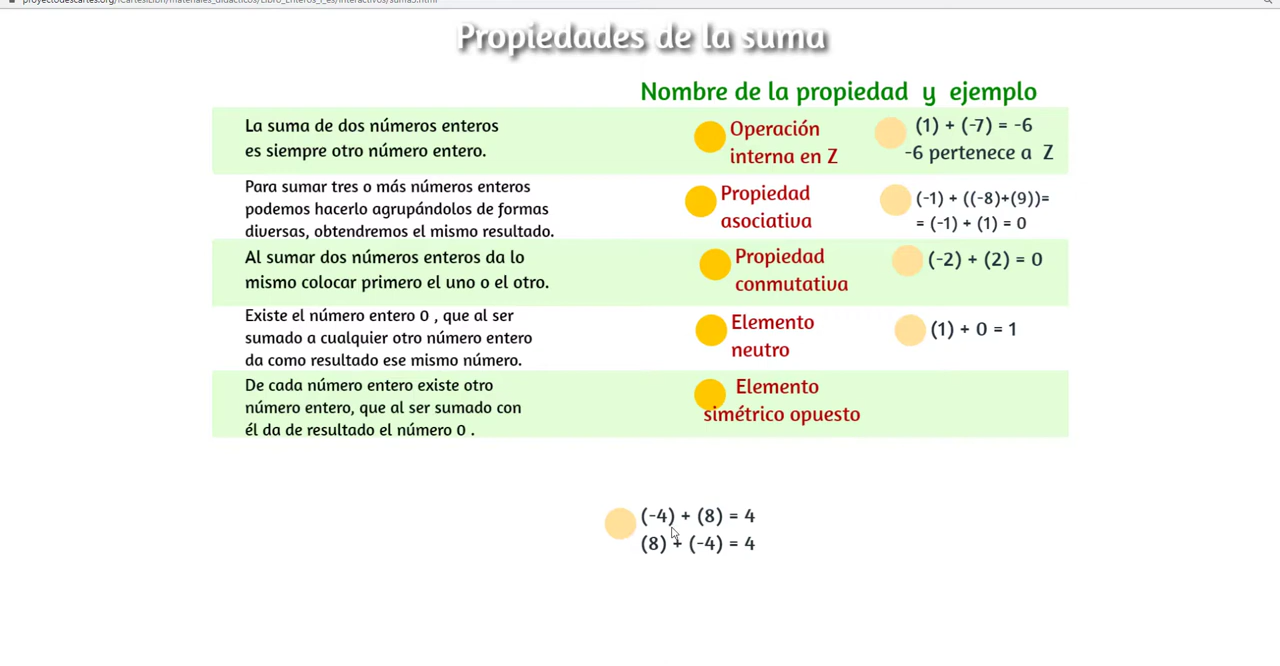 Propiedades de la suma
Nombre de la propiedad y ejemplo
La suma de dos números enteros
es siempre otro número entero.
Operación
interna en Z
(1) + (-7) = -6
-6 pertenece a Z
Para sumar tres o más números enteros
podemos hacerlo agrupándolos de formas
diversas, obtendremos el mismo resultado.
Propiedad
asociativa
(-1) + ((-8)+(9))=
= (-1) + (1) = 0
Al sumar dos números enteros da lo
mismo colocar primero el uno o el otro.
Propiedad
conmutativa
(-2) + (2) = 0
Existe el número entero 0 , que al ser
sumado a cualquier otro número entero
da como resultado ese mismo número.
Elemento
neutro
(1) + 0 = 1
De cada número entero existe otro
número entero, que al ser sumado con
él da de resultado el número 0 .
Elemento
simétrico opuesto
(-4) + (8) = 4
(8) + (-4) = 4